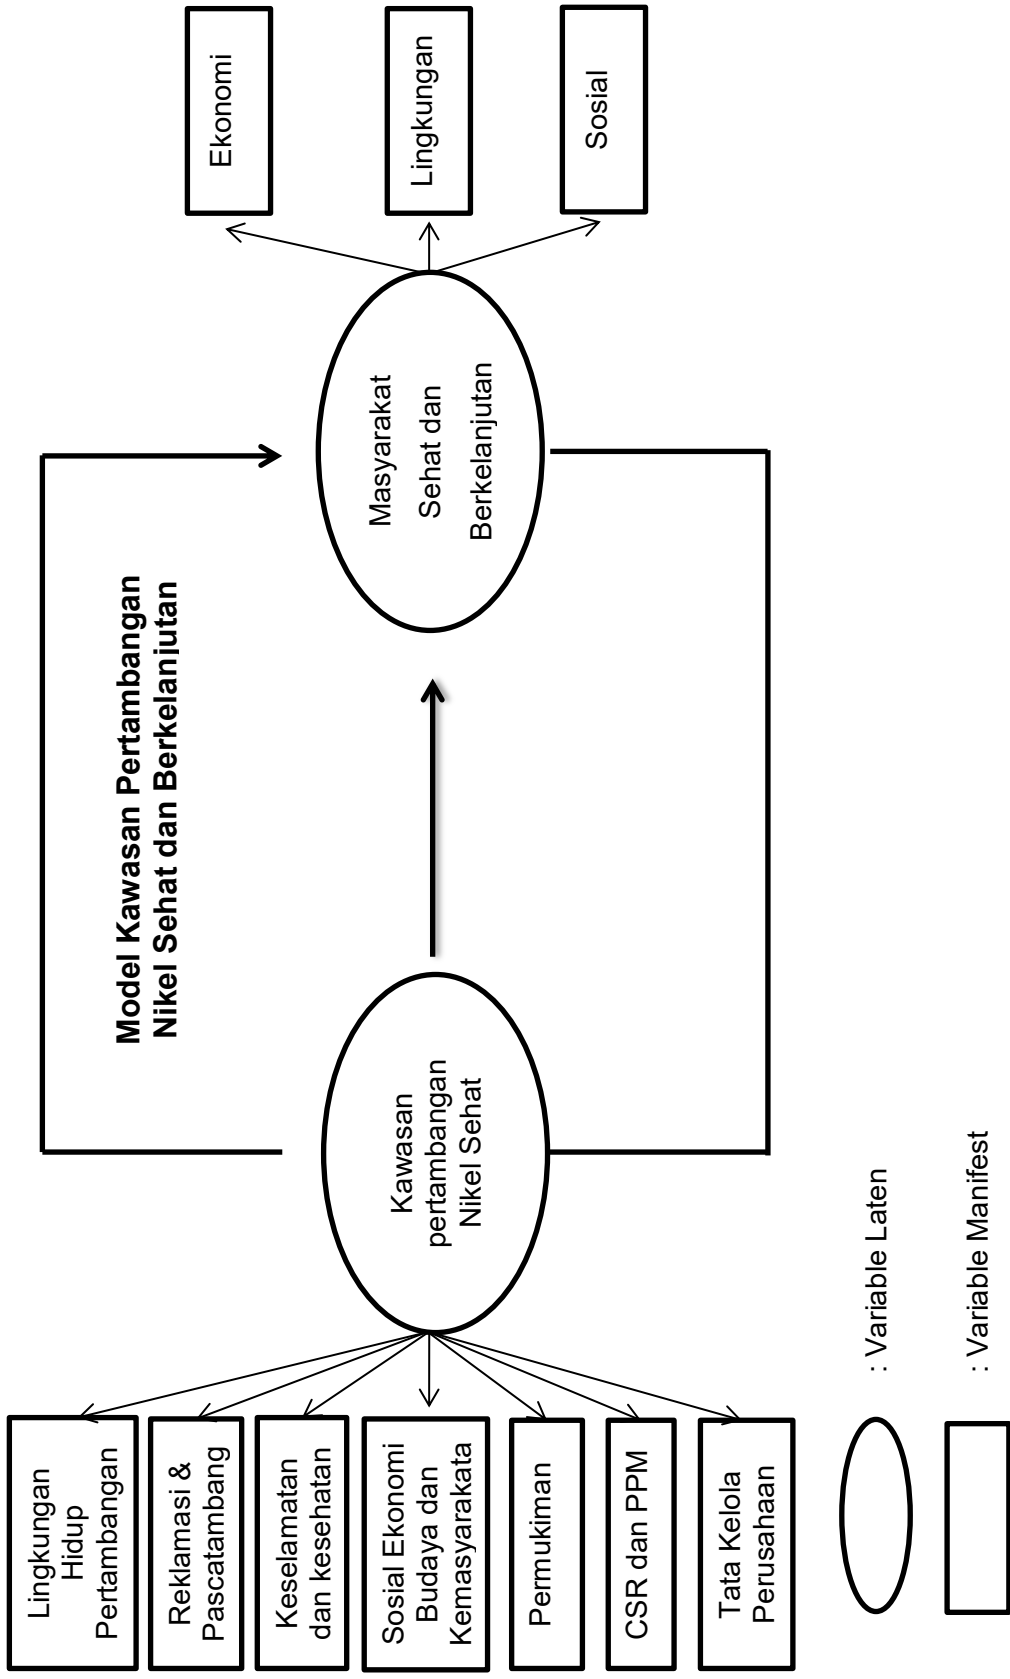 Model Kawasan Pertambangan
Nikel Sehat dan Berkelanjutan
Lingkungan
Hidup
Pertambangan
Reklamasi &
Pascatambang
Keselamatan
dan kesehatan
Sosial Ekonomi
Budaya dan
Kemasyarakata
Permukiman
CSR dan PPM
Tata Kelola
Perusahaan
Kawasan
pertambangan
Nikel Sehat
Masyarakat
Sehat dan
Berkelanjutan
Ekonomi
Lingkungan
Sosial
: Variable Laten
: Variable Manifest